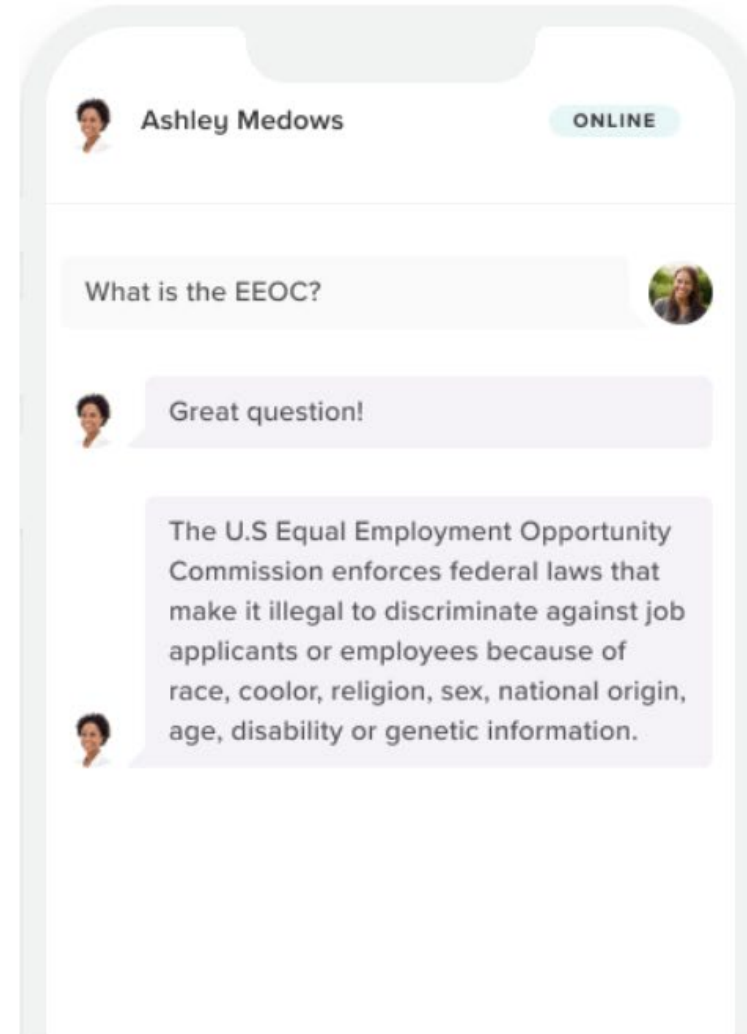 Ashley Medows
ONLINE
What is the EEOC?
Great question!
The U.S Equal Employment Opportunity
Commission enforces federal laws that
make it illegal to discriminate against job
applicants or employees because of
race, coolor, religion, sex, national origin,
age, disability or genetic information.